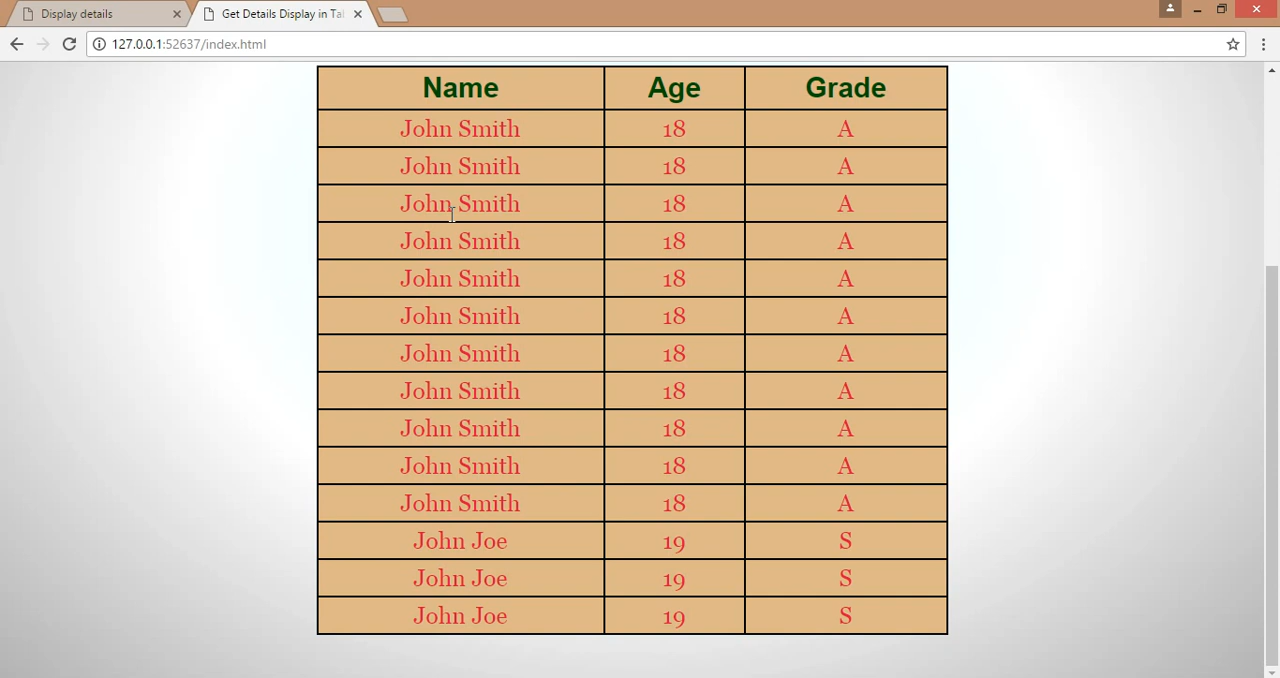 Display details
Get Details Display in Tal
127.0.0.1:52637/index.html
Name Age Grade
John Smith 18 A
John Smith 18 A
John Smith 18 A
John Smith 18 A
John Smith 18 A
John Smith 18 A
John Smith 18 A
John Smith 18 A
John Smith 18 A
John Smith 18 A
John Smith 18 A
John Joe 19 S
John Joe 19 S
John Joe 19 S